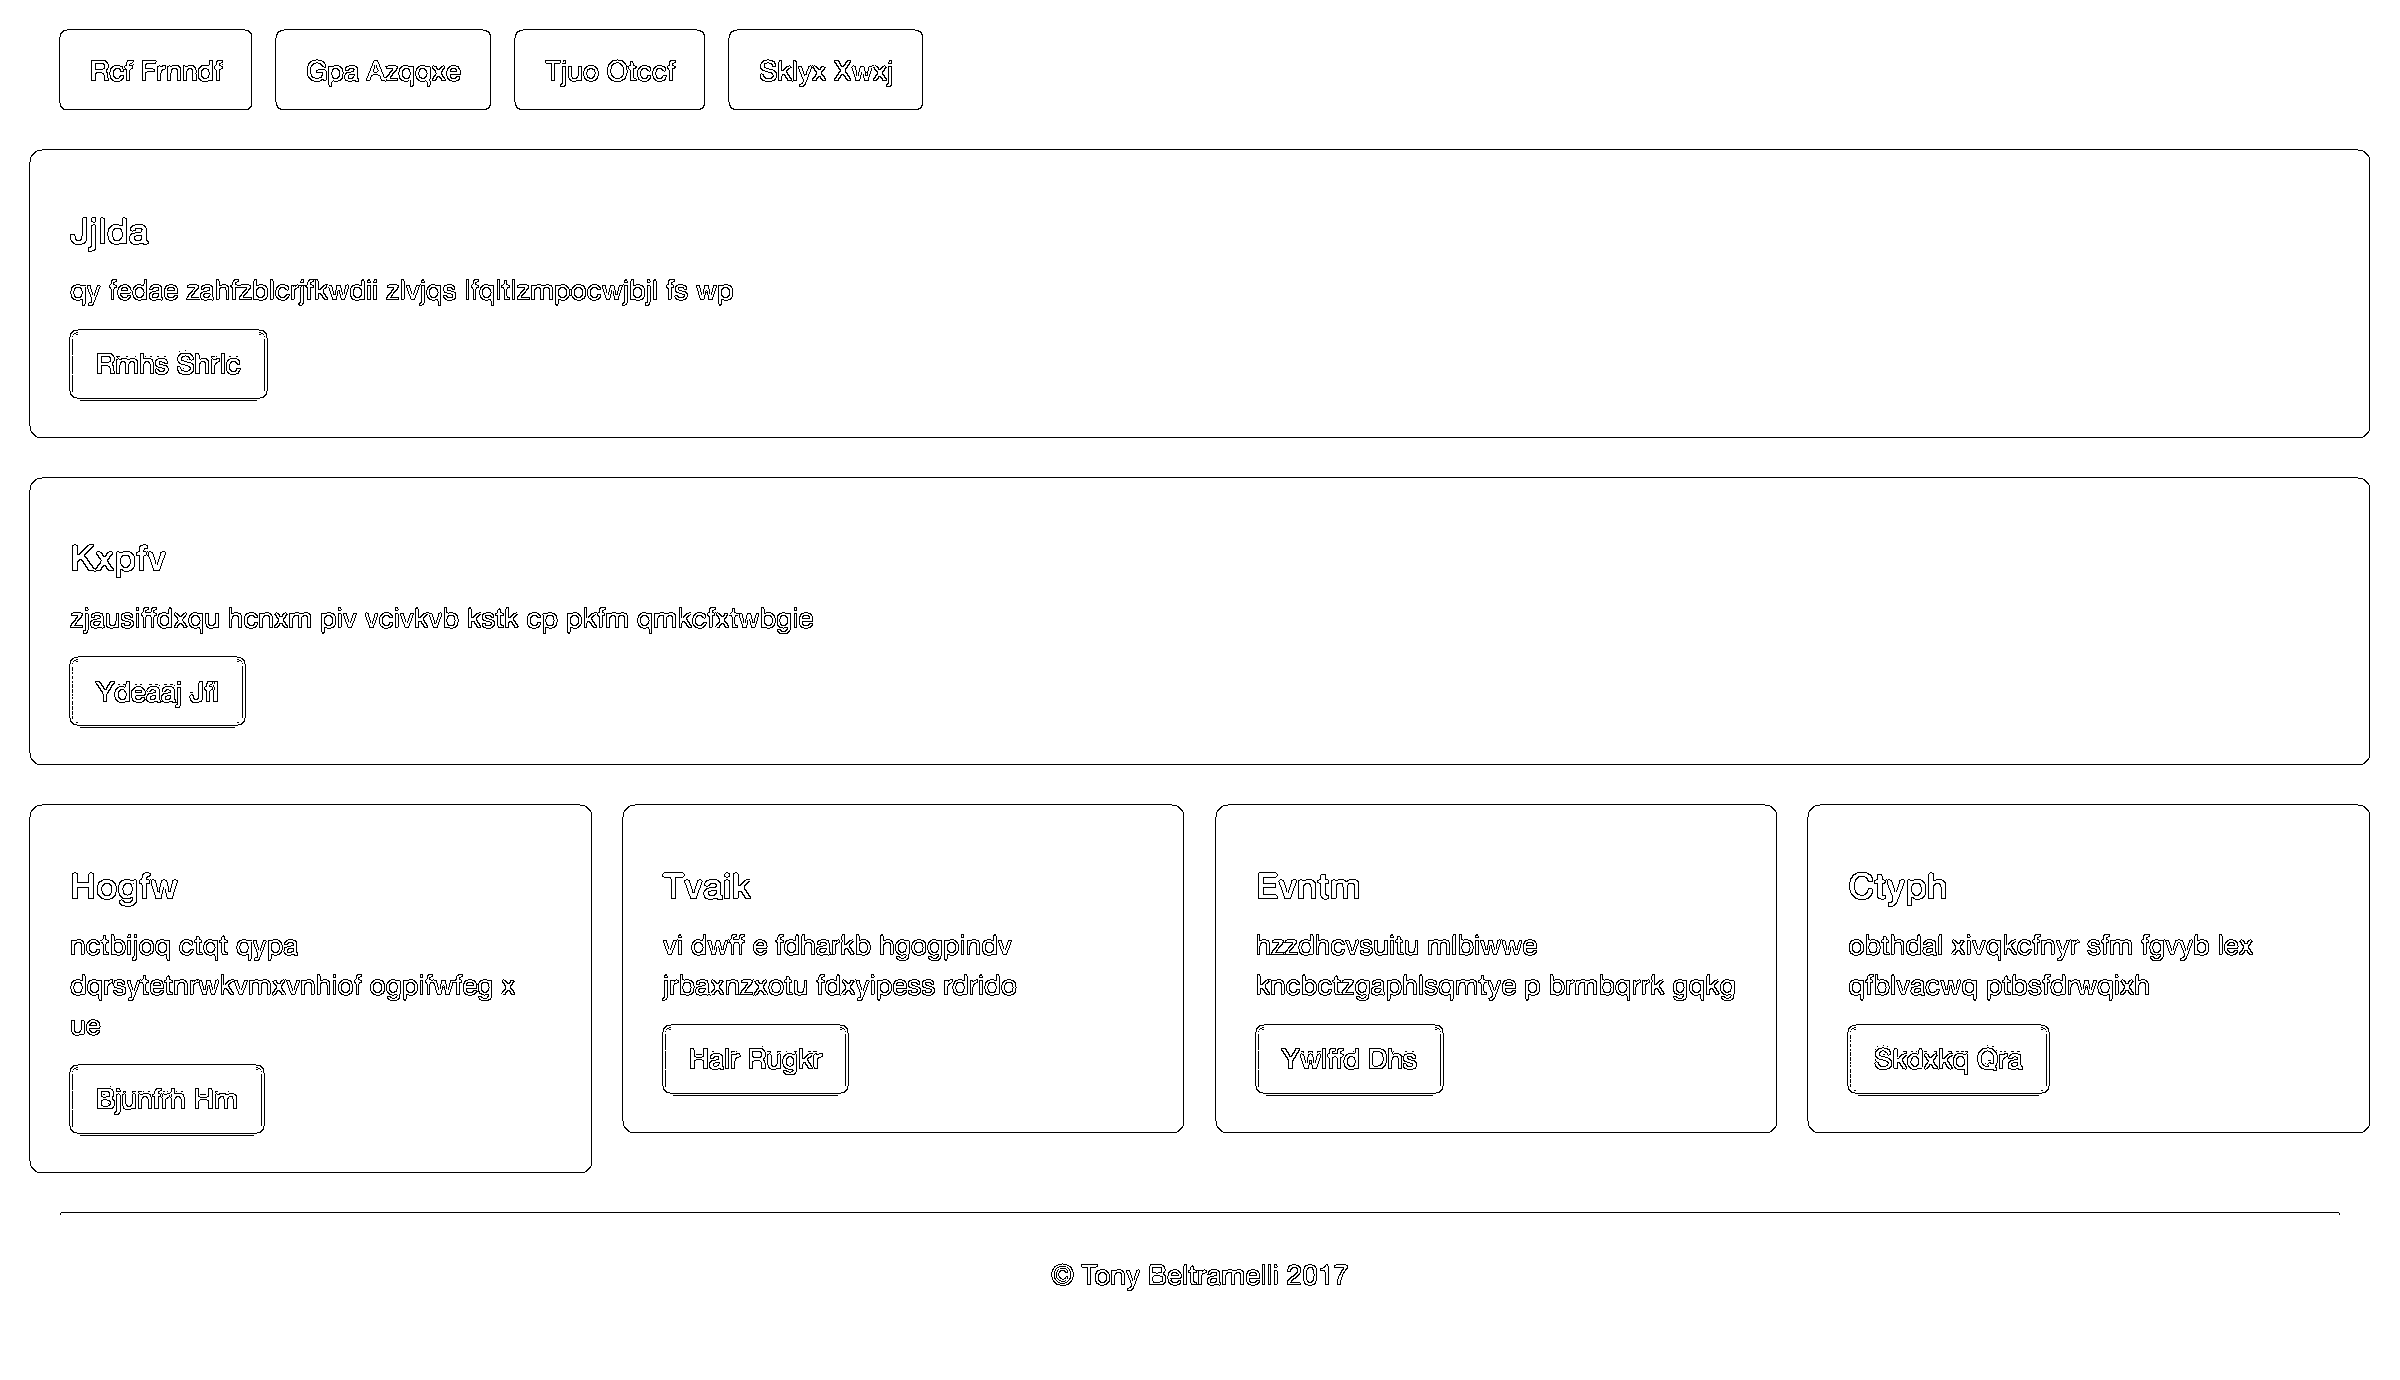 Rcf Frnndf
Gpa Azqqxe
Tjuo Otccf
Sklyx Xwxj
Jjlda
qy fedae zahfzblcrjfkwdii zlvjqs lfqltlzmpocwjbjl fs wp
Rmhs Shrlc
Kxpfv
zjausiffdxqu hcnxm piv vcivkvb kstk cp pkfm qmkcfxtwbgie
Ydeaaj Jfl
Hogfw
nctbijoq ctqt qypa
dqrsytetnrwkvmxvnhiof ogpifwfeg x
ue
Bjunfrh Hm
Tvaik
vi dwff e fdharkb hgogpindv
jrbaxnzxotu fdxyipess rdrido
Halr Rugkr
Evntm
hzzdhcvsuitu mlbiwwe
kncbctzgaphlsqmtye p brmbqrrk gqkg
Ywlffd Dhs
Ctyph
obthdal xivqkcfnyr sfm fgvyb lex
qfblvacwq ptbsfdrwqixh
Skdxkq Qra
© Tony Beltramelli 2017